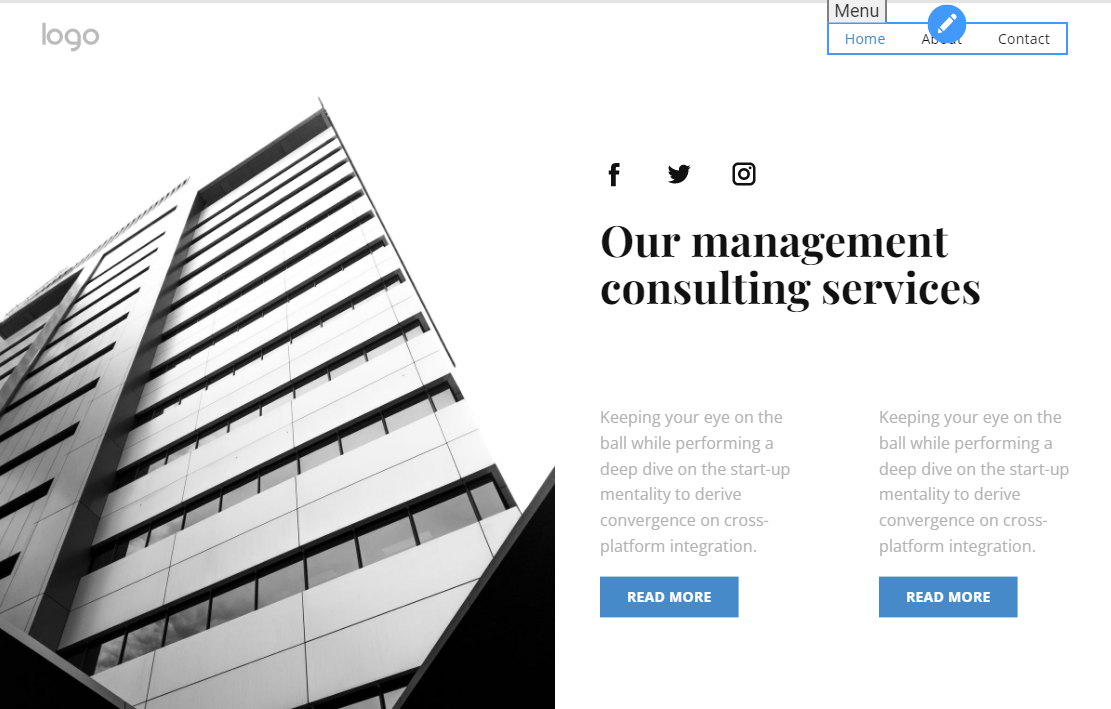 Menu
logo
Home About Contact
Our management
consulting services
Keeping your eye on the
ball while performing a
deep dive on the start-up
mentality to derive
convergence on cross-
platform integration.
READ MORE
Keeping your eye on the
ball while performing a
deep dive on the start-up
mentality to derive
convergence on cross-
platform integration.
READ MORE